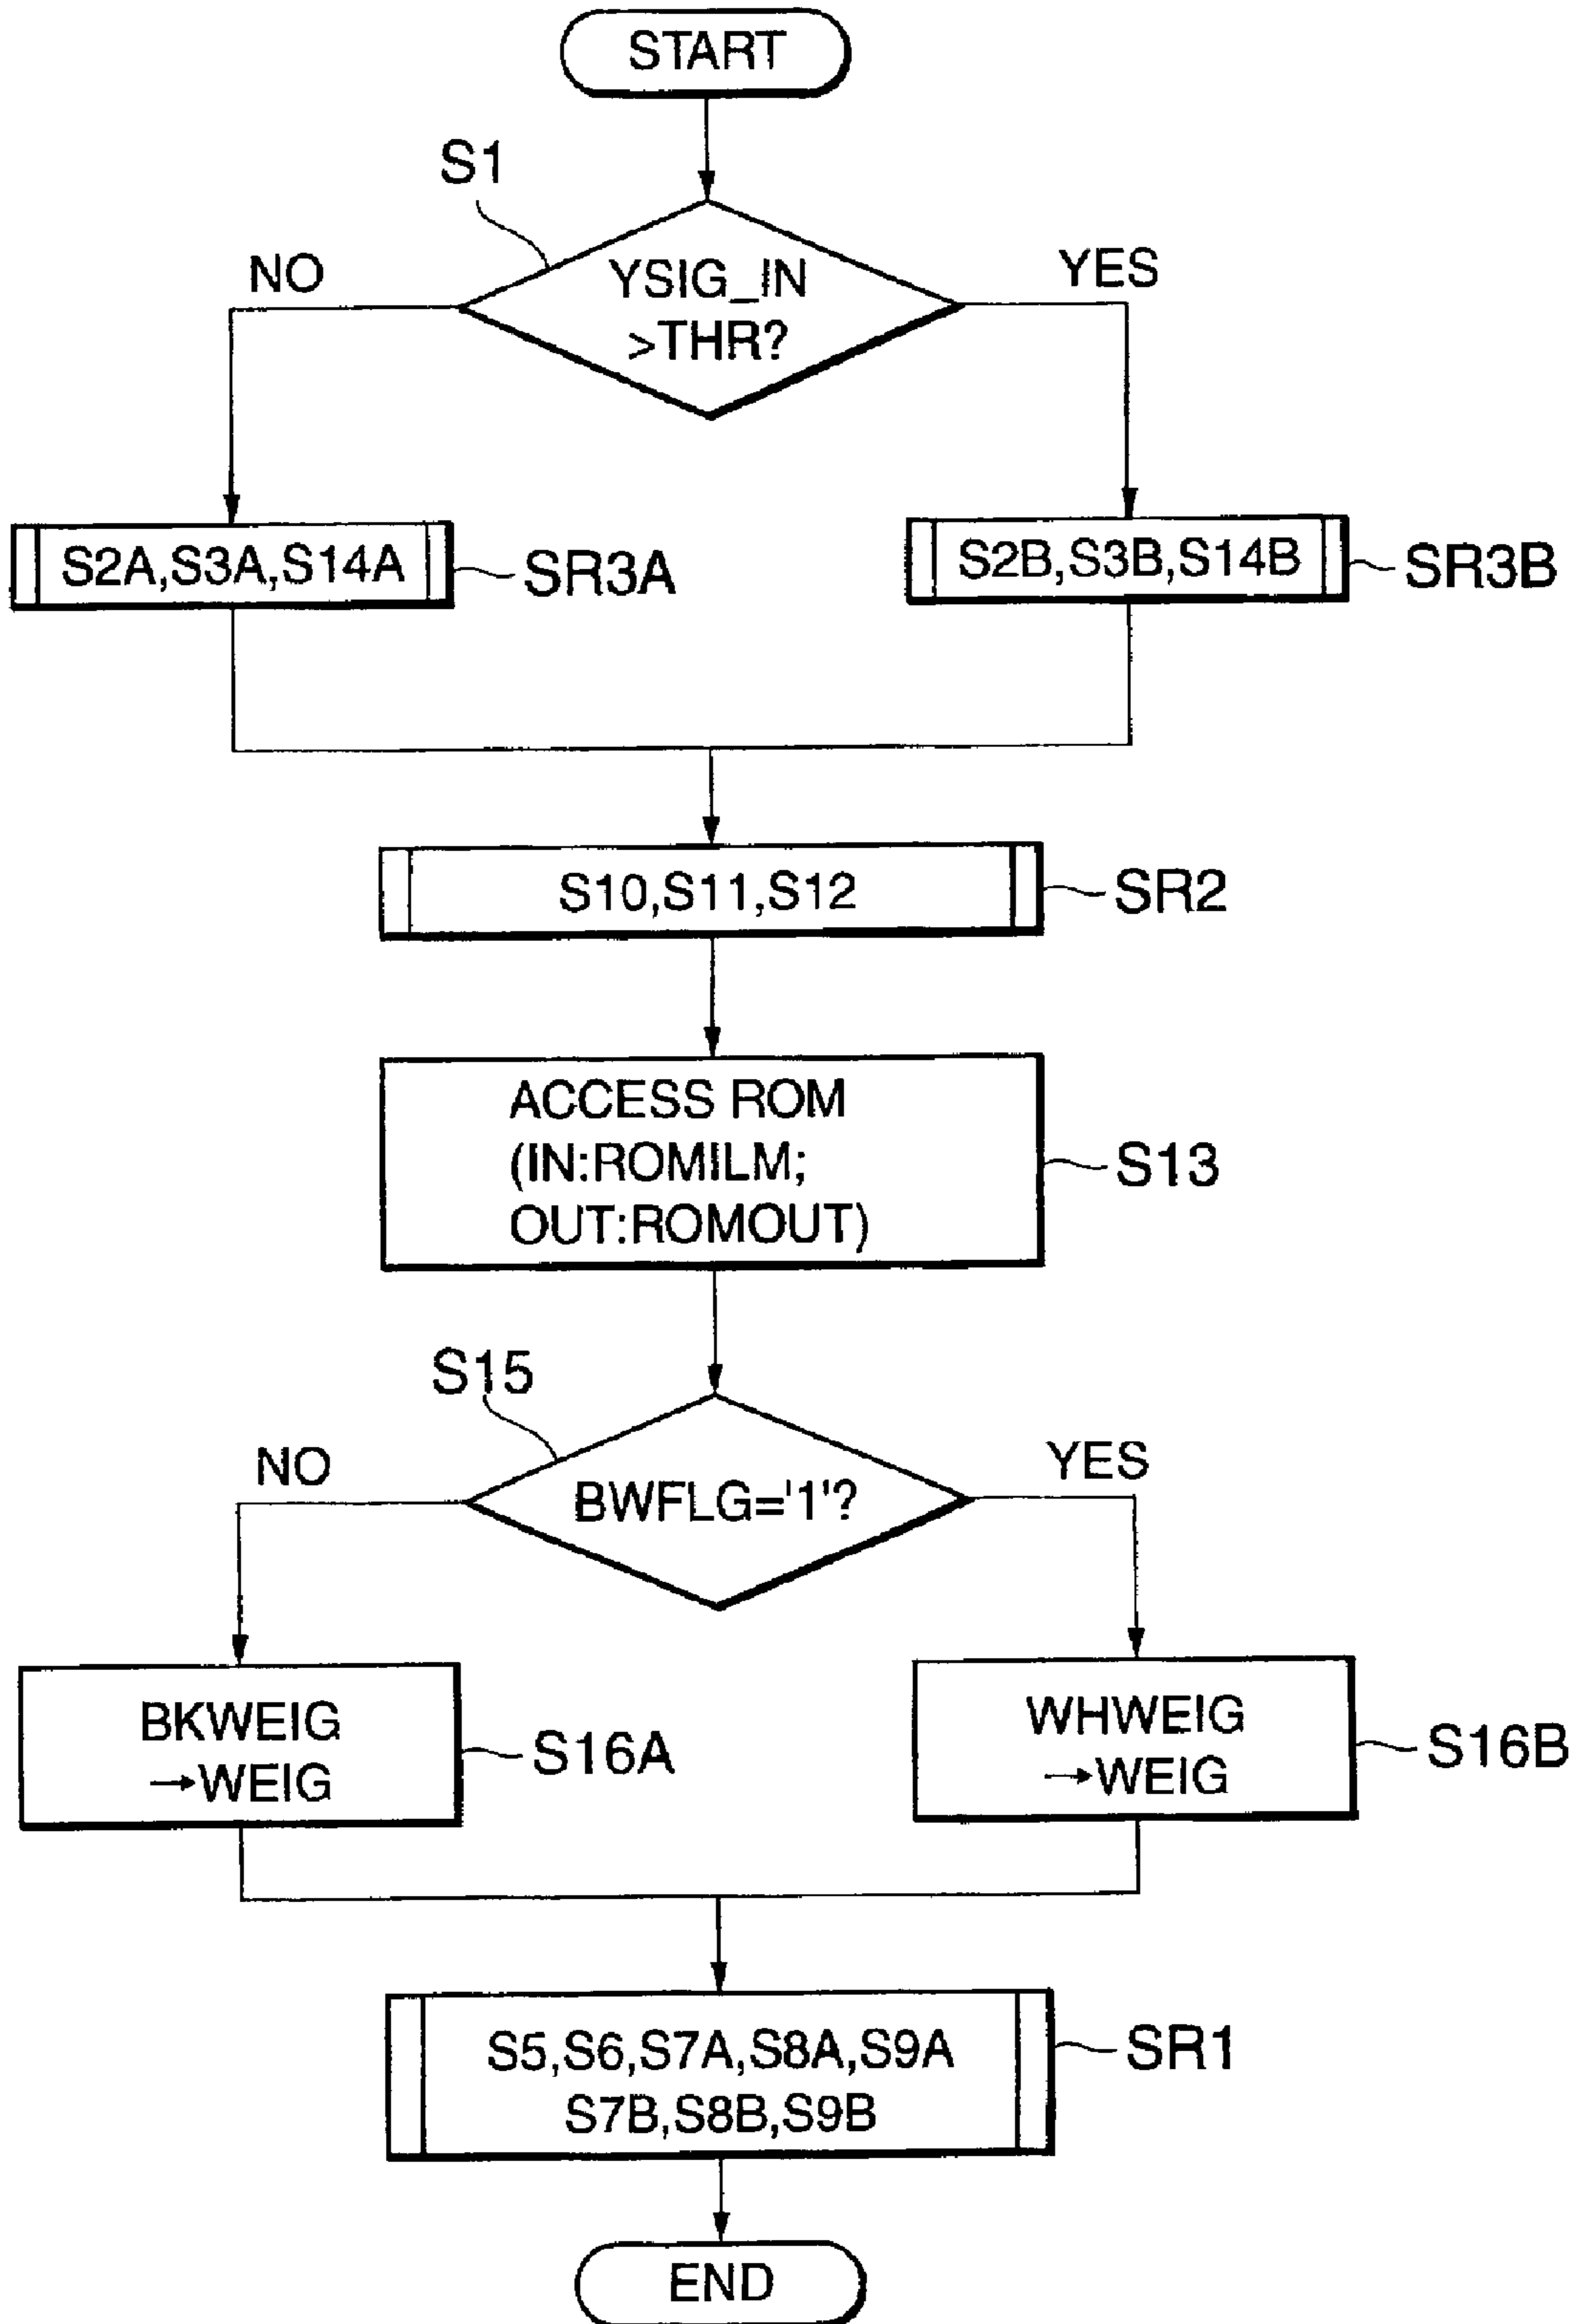 START
S1
NO
YSIG_IN
>THR?
YES
S2A,S3A,S14A
SR3A
S2B,S3B,S14B
SR3B
S10,S11,S12
SR2
ACCESS ROM
(IN:ROMILM;
OUT:ROMOUT)
S13
S15
NO
BWFLG='1'?
YES
BKWEIG
→WEIG
S16A
WHWEIG
→WEIG
S16B
S5,S6,S7A,S8A,S9A
S7B,S8B,S9B
SR1
END